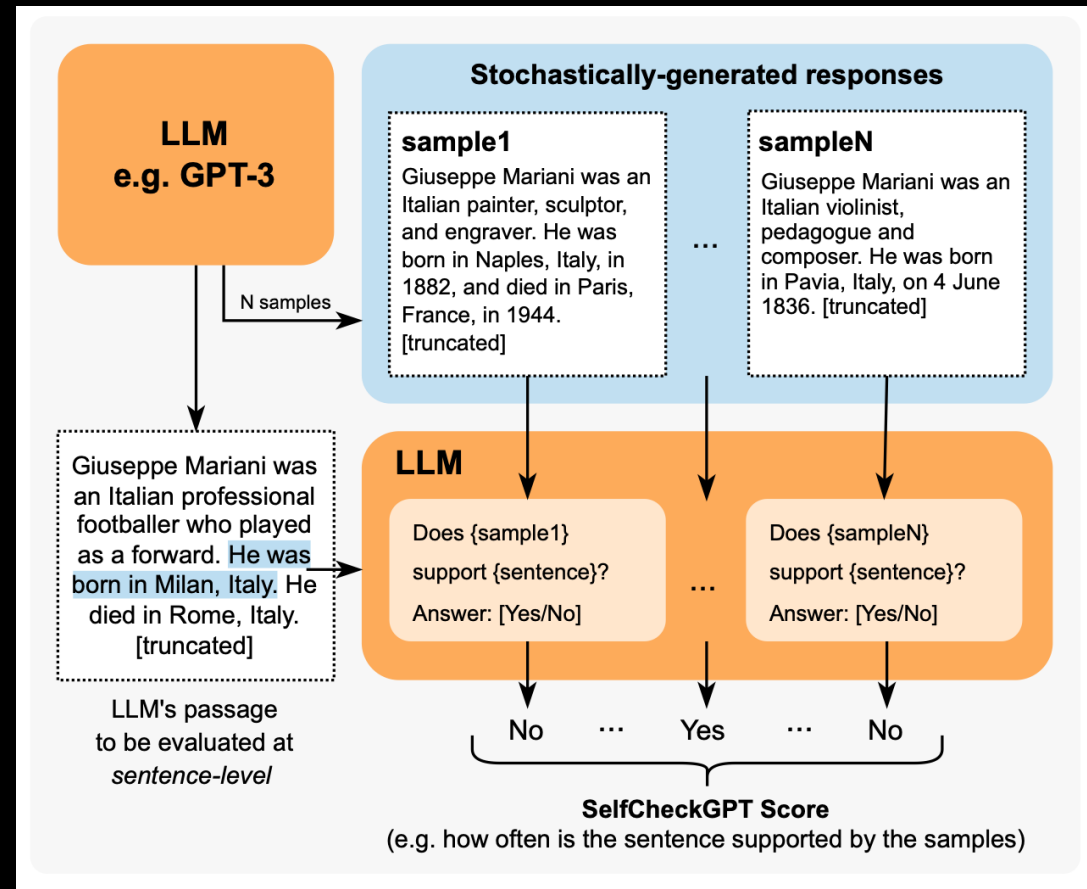 LLM
e.g. GPT-3
N samples
Stochastically-generated responses
sample1
Giuseppe Mariani was an
Italian painter, sculptor,
and engraver. He was
born in Naples, Italy, in
1882, and died in Paris,
France, in 1944.
[truncated]
...
sampleN
Giuseppe Mariani was an
Italian violinist,
pedagogue and
composer. He was born
in Pavia, Italy, on 4 June
1836. [truncated]
Giuseppe Mariani was
an Italian professional
footballer who played
as a forward. He was
born in Milan, Italy. He
died in Rome, Italy.
[truncated]
LLM's passage
to be evaluated at
sentence-level
LLM
Does {sample1}
support {sentence}?
Answer: [Yes/No]
...
Does {sampleN}
support {sentence}?
Answer: [Yes/No]
No ... Yes ... No
SelfCheckGPT Score
(e.g. how often is the sentence supported by the samples)